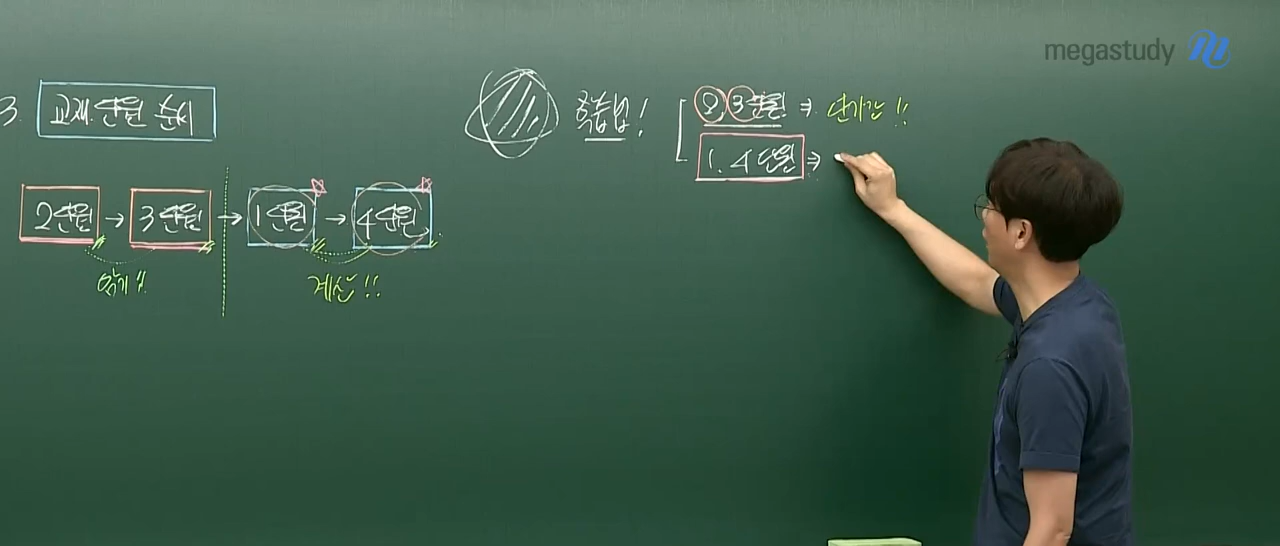 megastudy
3. 교재 단원 순서
학습법!
2, 3단원 ⇒ 단기간!!
1, 4단원 ⇒
2단원 → 3단원 → 1단원 → 4단원
암기!!
계산!!